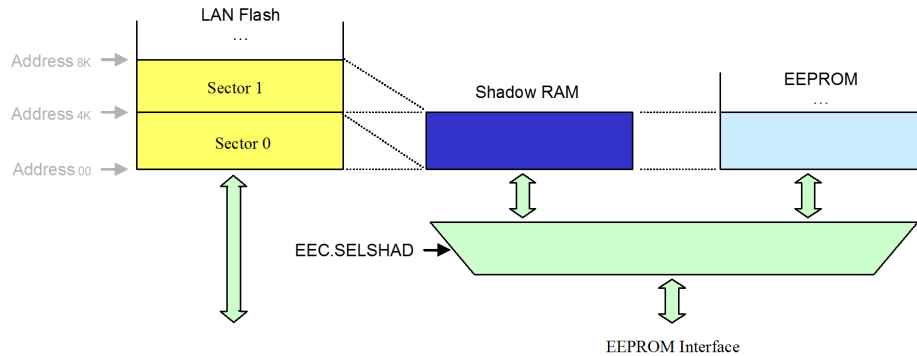 LAN Flash
...
Address 8K
Sector 1
Shadow RAM
EEPROM
...
Address 4K
Sector 0
Address 00
EEC.SELSHAD
EEPROM Interface